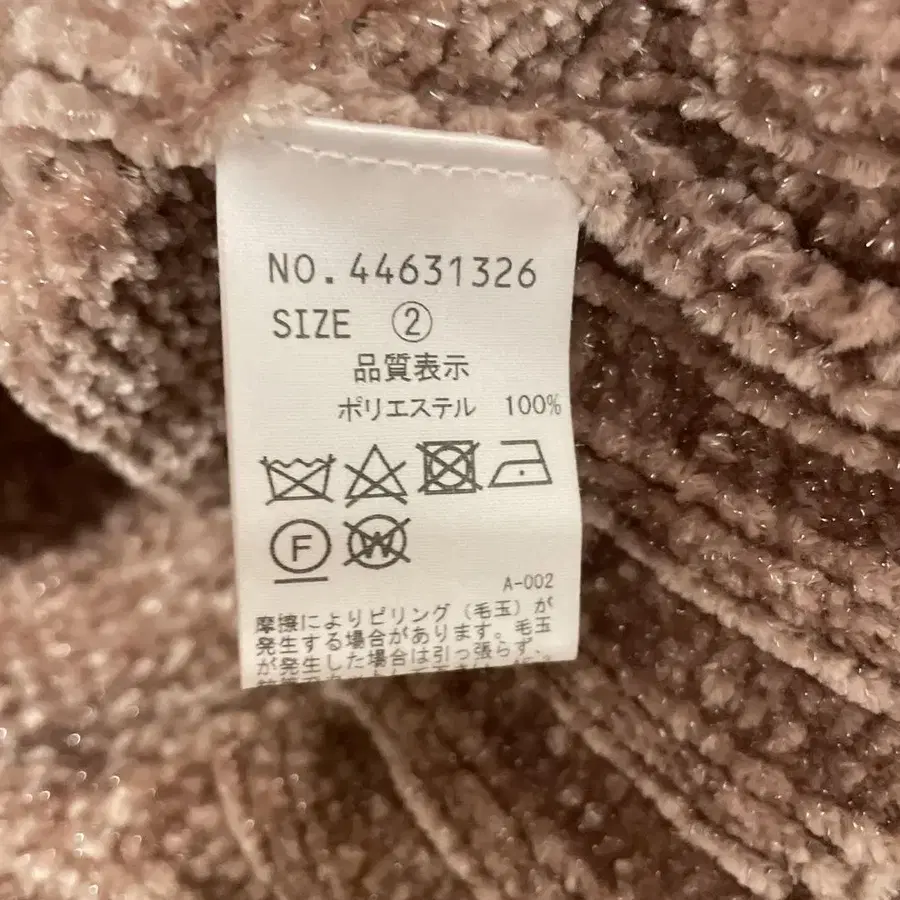 NO.44631326
SIZE ②
品質表示
ポリエステル 100%
F
W
A-002
摩擦によりピリング(毛玉)が
発生する場合があります。毛玉
が発生した場合は引っ張らず、